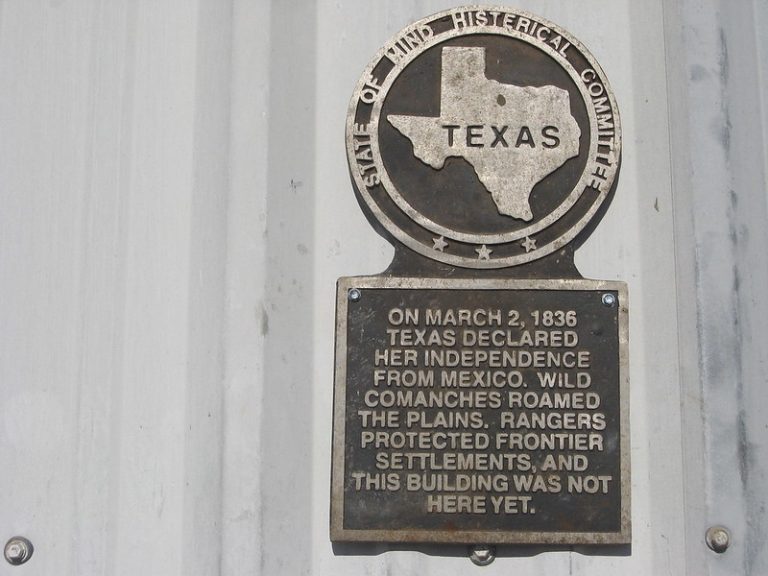 STATE OF MIND HISTERICAL COMMITTEE
TEXAS
ON MARCH 2, 1836
TEXAS DECLARED
HER INDEPENDENCE
FROM MEXICO. WILD
COMANCHES ROAMED
THE PLAINS. RANGERS
PROTECTED FRONTIER
SETTLEMENTS, AND
THIS BUILDING WAS NOT
HERE YET.